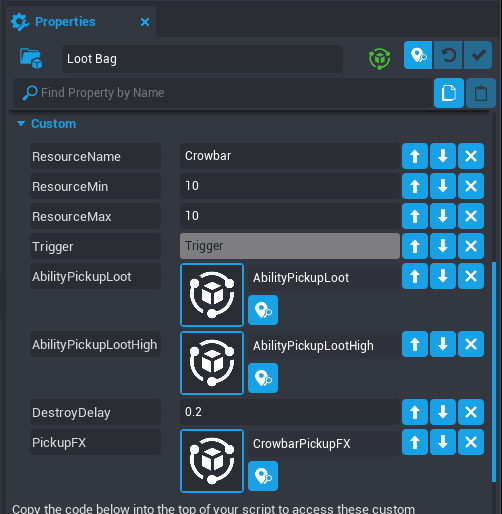 Properties
Loot Bag
Find Property by Name
Custom
ResourceName Crowbar
ResourceMin 10
ResourceMax 10
Trigger Trigger
AbilityPickupLoot AbilityPickupLoot
AbilityPickupLootHigh AbilityPickupLootHigh
DestroyDelay 0.2
PickupFX CrowbarPickupFX
Copy the code below into the top of your script to access these custom